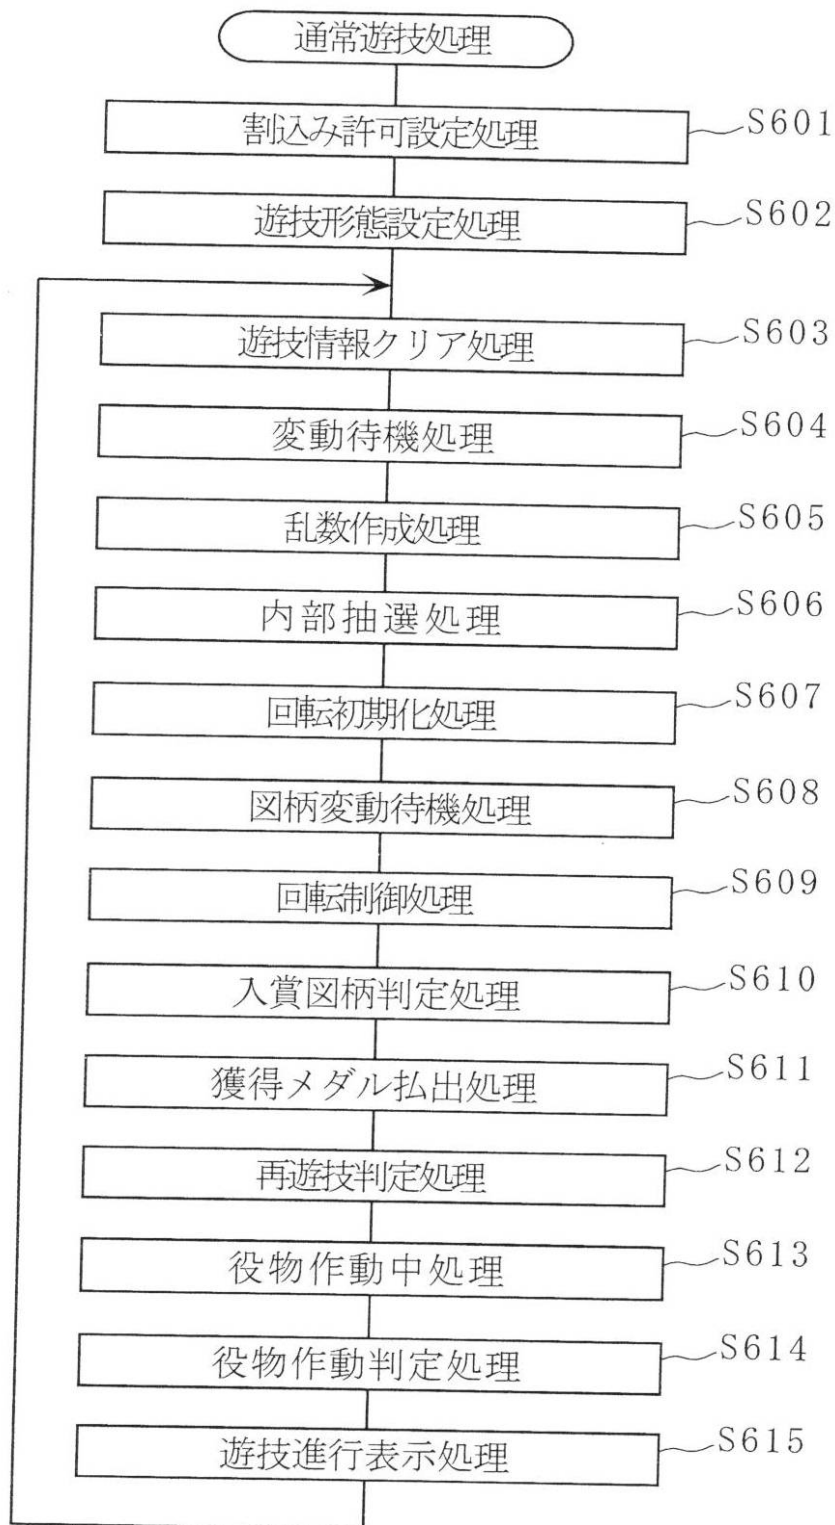 通常遊技処理
割込み許可設定処理 S601
遊技形態設定処理 S602
遊技情報クリア処理 S603
変動待機処理 S604
乱数作成処理 S605
内部抽選処理 S606
回転初期化処理 S607
図柄変動待機処理 S608
回転制御処理 S609
入賞図柄判定処理 S610
獲得メダル払出処理 S611
再遊技判定処理 S612
役物作動中処理 S613
役物作動判定処理 S614
遊技進行表示処理 S615